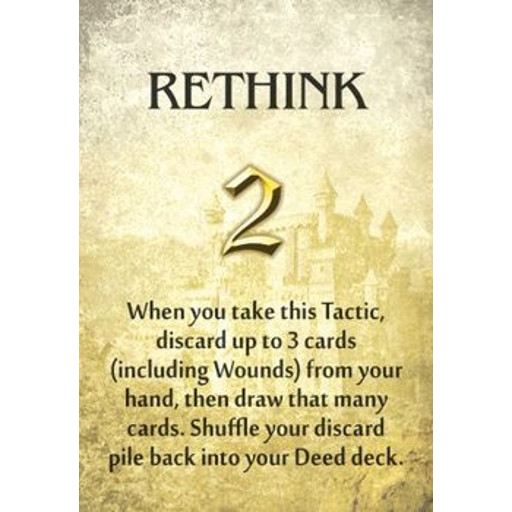 RETHINK
2
When you take this Tactic,
discard up to 3 cards
(including Wounds) from your
hand, then draw that many
cards. Shuffle your discard
pile back into your Deed deck.